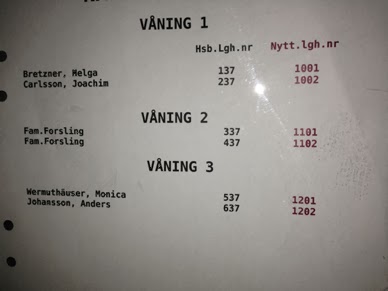 VÅNING 1
Hsb.Lgh.nr Nytt.lgh.nr
Bretzner, Helga 137 1001
Carlsson, Joachim 237 1002
VÅNING 2
Fam.Forsling 337 1101
Fam.Forsling 437 1102
VÅNING 3
Wermuthäuser, Monica 537 1201
Johansson, Anders 637 1202